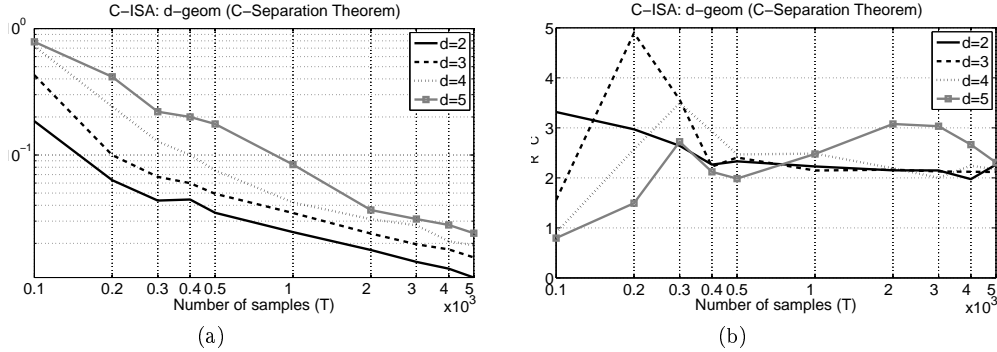 C-ISA: d-geom (C-Separation Theorem)
10⁰
10⁻¹
d=2
d=3
d=4
d=5
0.1 0.2 0.3 0.4 0.5 1 2 3 4 5
Number of samples (T)
x10³
(a)
C-ISA: d-geom (C-Separation Theorem)
5
4
3
2
1
0
R C
d=2
d=3
d=4
d=5
0.1 0.2 0.3 0.4 0.5 1 2 3 4 5
Number of samples (T)
x10³
(b)